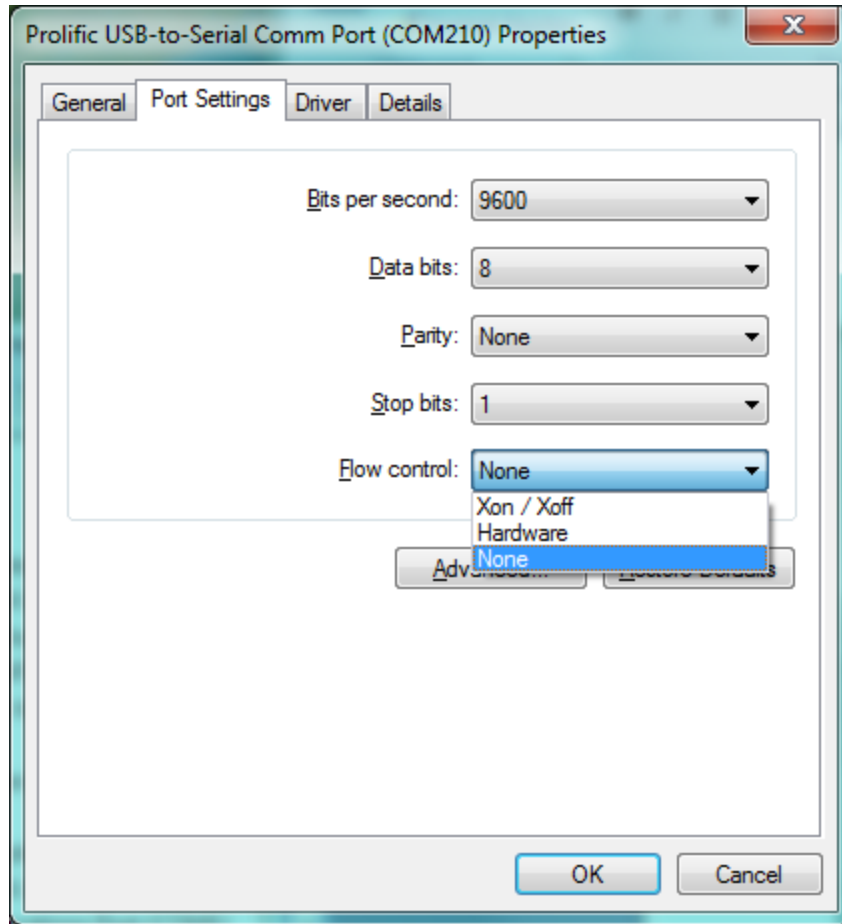 Prolific USB-to-Serial Comm Port (COM210) Properties
General Port Settings Driver Details
Bits per second: 9600
Data bits: 8
Parity: None
Stop bits: 1
Flow control: None
Xon / Xoff
Hardware
None
OK Cancel